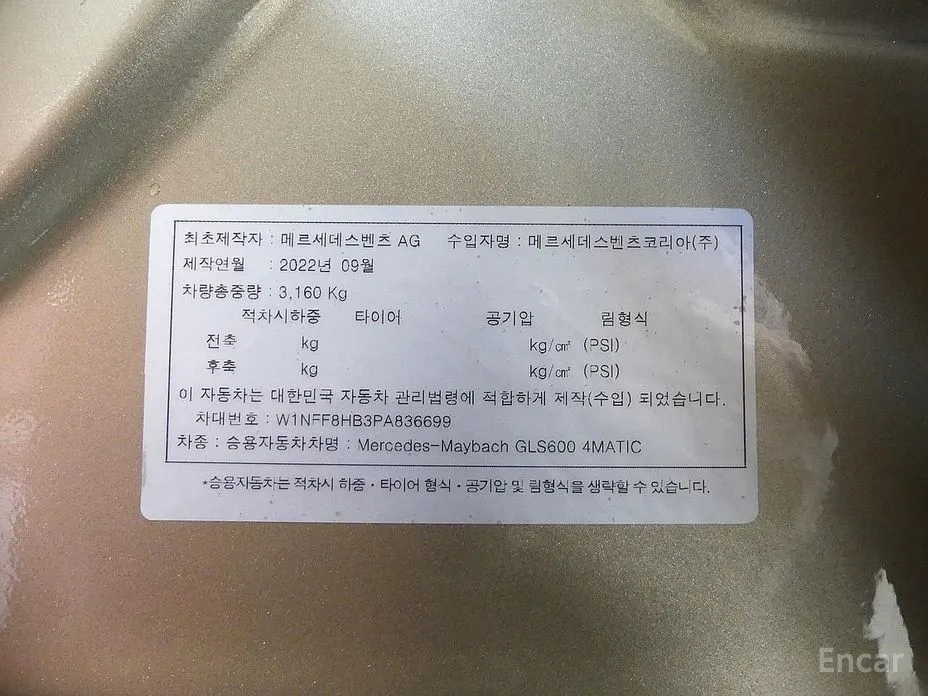 최초제작자 : 메르세데스벤츠 AG 수입자명 : 메르세데스벤츠코리아(주)
제작연월 : 2022년 09월
차량총중량 : 3,160 Kg
적차시하중 타이어 공기압 림형식
전축 kg kg/㎠ (PSI)
후축 kg kg/㎠ (PSI)
이 자동차는 대한민국 자동차 관리법령에 적합하게 제작(수입) 되었습니다.
차대번호 : W1NFF8HB3PA836699
차종 : 승용자동차차명 : Mercedes-Maybach GLS600 4MATIC
*승용자동차는 적차시 하중·타이어 형식·공기압 및 림형식을 생략할 수 있습니다.
Encar